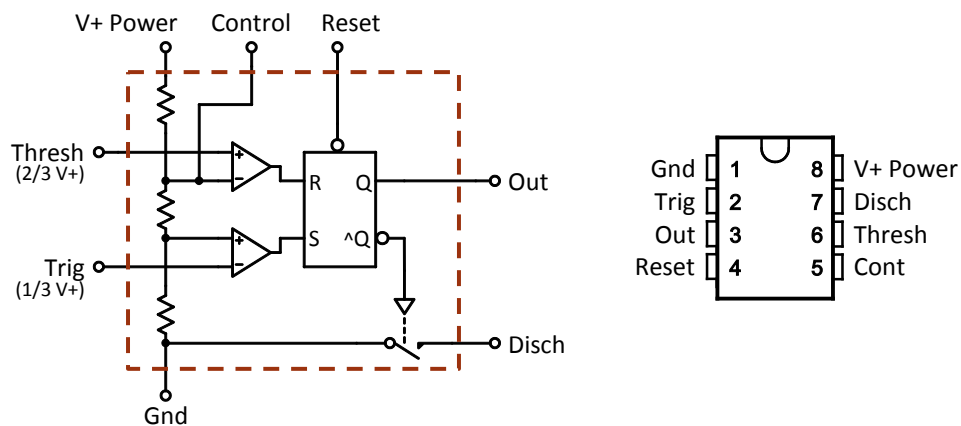 V+ Power Control Reset
Thresh
(2/3 V+)
+
−
R Q Out
+
−
S ^Q
Trig
(1/3 V+)
Disch
Gnd
Gnd 1 8 V+ Power
Trig 2 7 Disch
Out 3 6 Thresh
Reset 4 5 Cont